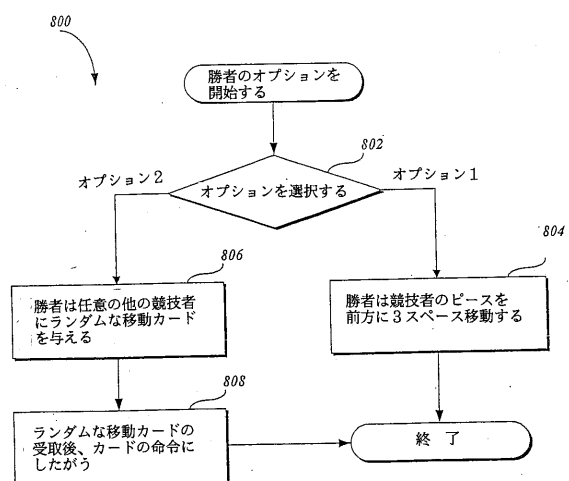 800
勝者のオプションを
開始する
802
オプション2
オプションを選択する
オプション1
806
804
勝者は任意の他の競技者
にランダムな移動カード
を与える
勝者は競技者のピースを
前方に3スペース移動する
808
ランダムな移動カードの
受取後、カードの命令に
したがう
終 了